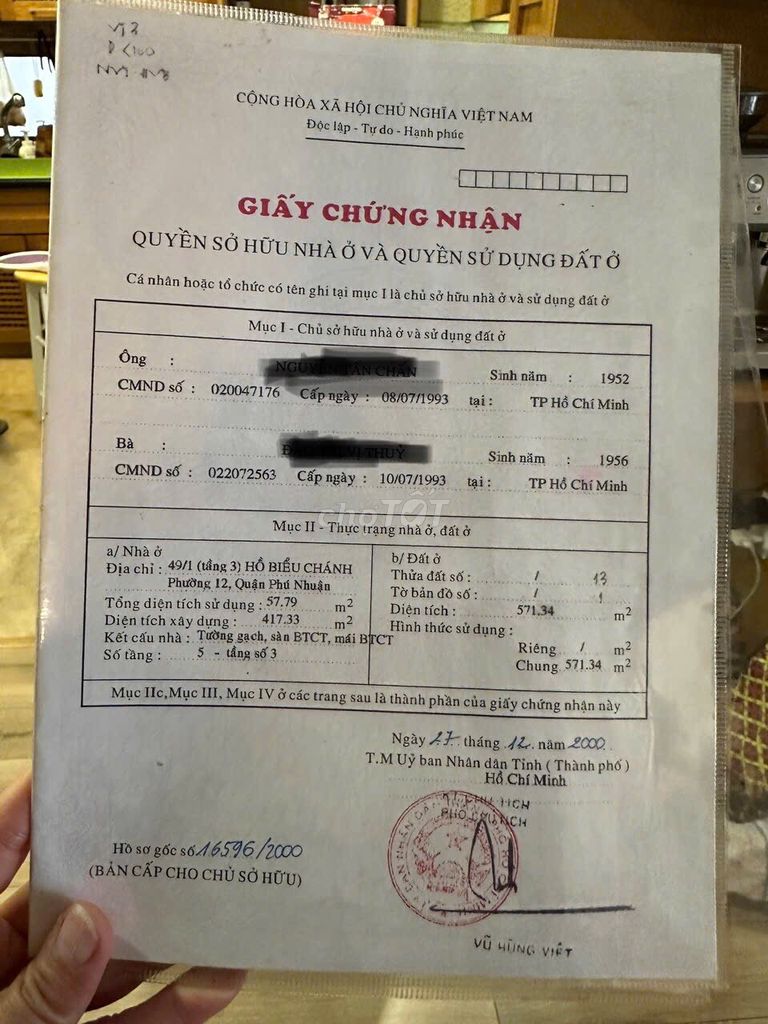 CỘNG HÒA XÃ HỘI CHỦ NGHĨA VIỆT NAM
Độc lập - Tự do - Hạnh phúc
GIẤY CHỨNG NHẬN
QUYỀN SỞ HỮU NHÀ Ở VÀ QUYỀN SỬ DỤNG ĐẤT Ở
Cá nhân hoặc tổ chức có tên ghi tại mục I là chủ sở hữu nhà ở và sử dụng đất ở
Mục I - Chủ sở hữu nhà ở và sử dụng đất ở
Ông : Sinh năm : 1952
CMND số : 020047176 Cấp ngày : 08/07/1993 tại : TP Hồ Chí Minh
Bà : Sinh năm : 1956
CMND số : 022072563 Cấp ngày : 10/07/1993 tại : TP Hồ Chí Minh
chợTỐT
Mục II - Thực trạng nhà ở, đất ở
a/ Nhà ở
Địa chỉ : 49/1 (tầng 3) HỒ BIỂU CHÁNH
Phường 12, Quận Phú Nhuận
Tổng diện tích sử dụng : 57.79 m2
Diện tích xây dựng : 417.33 m2
Kết cấu nhà : Tường gạch, sàn BTCT, mái BTCT
Số tầng : 5 - tầng số 3
b/ Đất ở
Thửa đất số : / 13
Tờ bản đồ số : / 1
Diện tích : 571.34 m2
Hình thức sử dụng :
Riêng / m2
Chung 571.34 m2
Mục IIc, Mục III, Mục IV ở các trang sau là thành phần của giấy chứng nhận này
Ngày 27 tháng 12 năm 2000
T.M Uỷ ban Nhân dân Tỉnh ( Thành phố )
Hồ Chí Minh
PHÓ CHỦ TỊCH
Hồ sơ gốc số 16596/2000
(BẢN CẤP CHO CHỦ SỞ HỮU)
VŨ HÙNG VIỆT